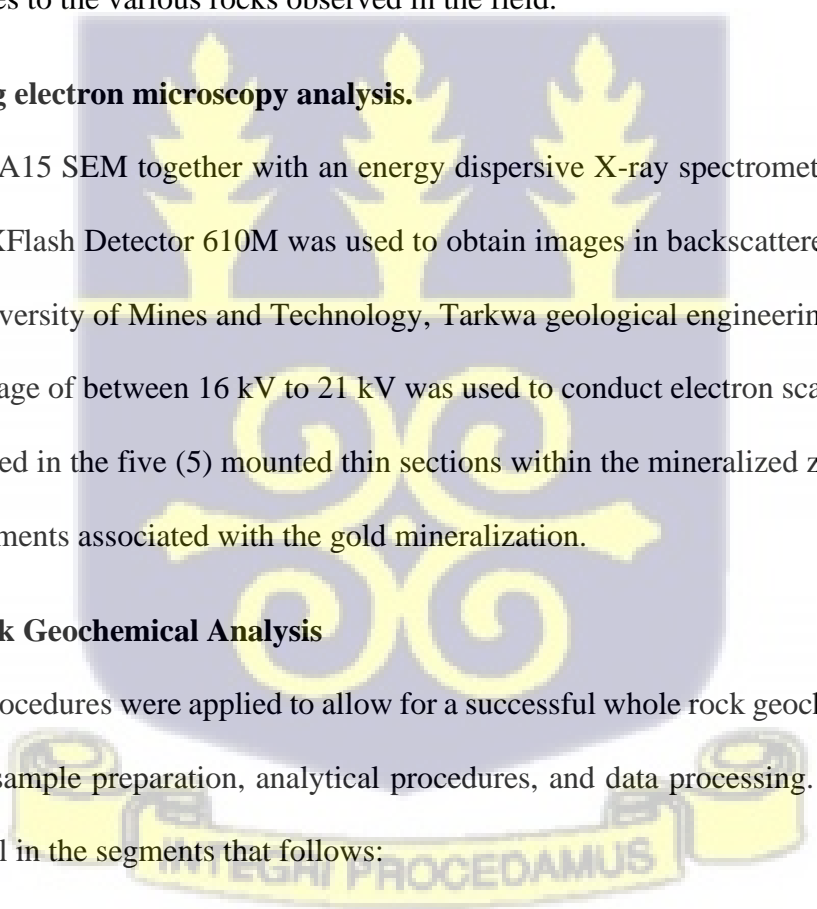 es to the various rocks observed in the field.
g electron microscopy analysis.
A15 SEM together with an energy dispersive X-ray spectromet
XFlash Detector 610M was used to obtain images in backscattere
versity of Mines and Technology, Tarkwa geological engineerin
age of between 16 kV to 21 kV was used to conduct electron sca
ed in the five (5) mounted thin sections within the mineralized z
ments associated with the gold mineralization.
k Geochemical Analysis
ocedures were applied to allow for a successful whole rock geoch
sample preparation, analytical procedures, and data processing.
l in the segments that follows:
INTEGRI PROCEDAMUS